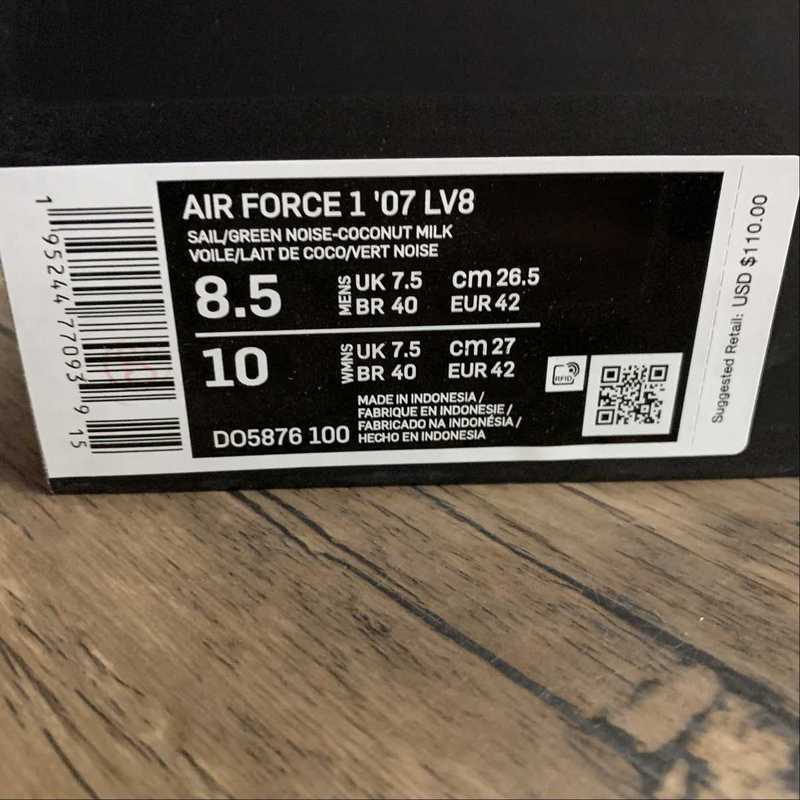 AIR FORCE 1 '07 LV8
SAIL/GREEN NOISE-COCONUT MILK
VOILE/LAIT DE COCO/VERT NOISE
8.5 MENS UK 7.5 cm 26.5
BR 40 EUR 42
10 WMNS UK 7.5 cm 27
BR 40 EUR 42
MADE IN INDONESIA /
FABRIQUE EN INDONESIE /
FABRICADO NA INDONÉSIA /
HECHO EN INDONESIA
DO5876 100
RFID
1 95244 77093 9 15
Suggested Retail: USD $110.00